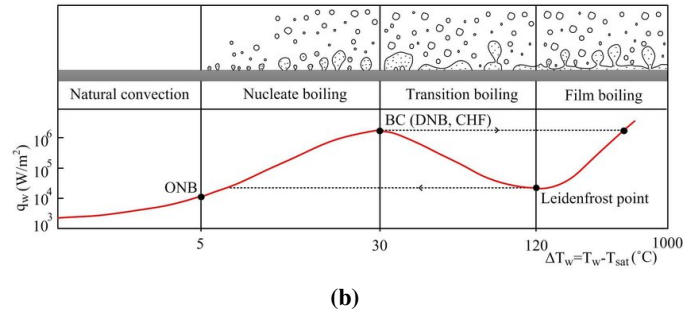 Natural convection Nucleate boiling Transition boiling Film boiling
BC (DNB, CHF)
10⁶
10⁵
10⁴
10³
q_w (W/m²)
ONB
Leidenfrost point
5 30 120 1000
ΔT_w=T_w-T_sat (°C)
(b)